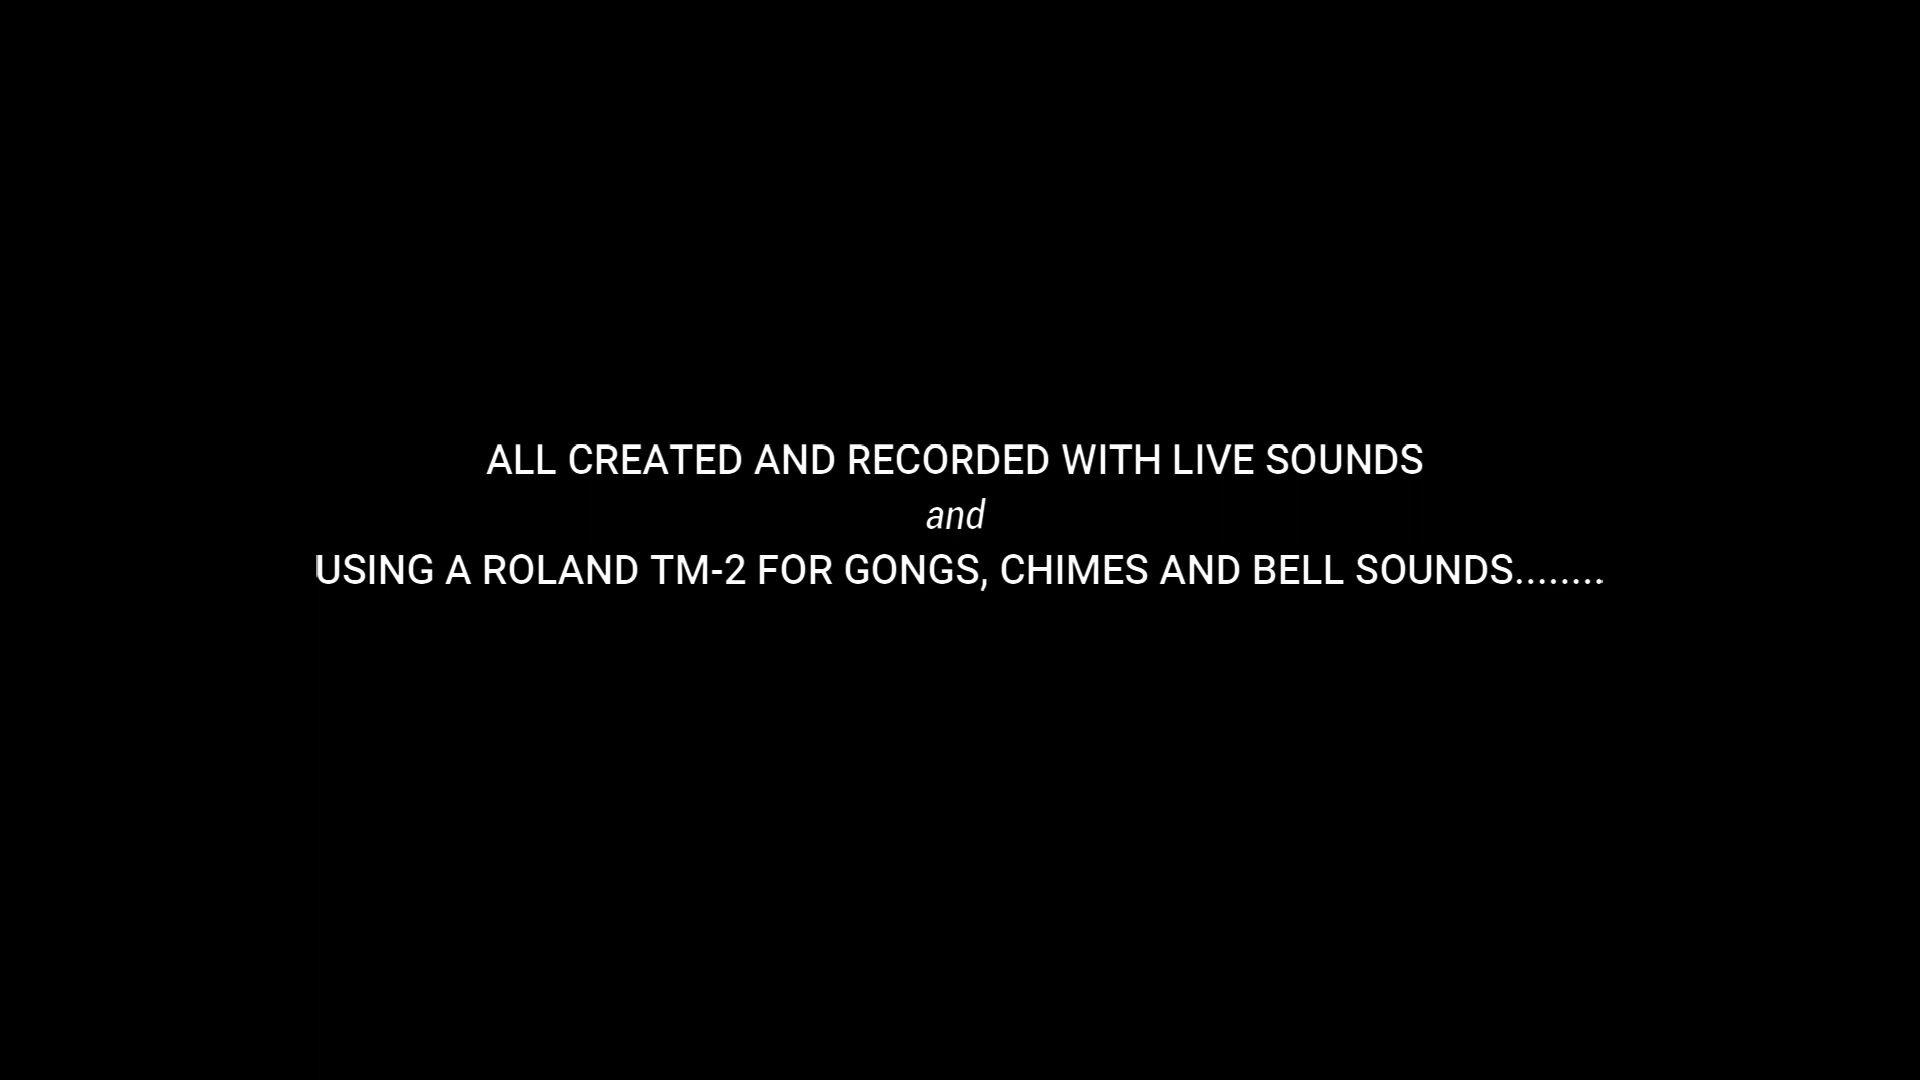 ALL CREATED AND RECORDED WITH LIVE SOUNDS
and
USING A ROLAND TM-2 FOR GONGS, CHIMES AND BELL SOUNDS........